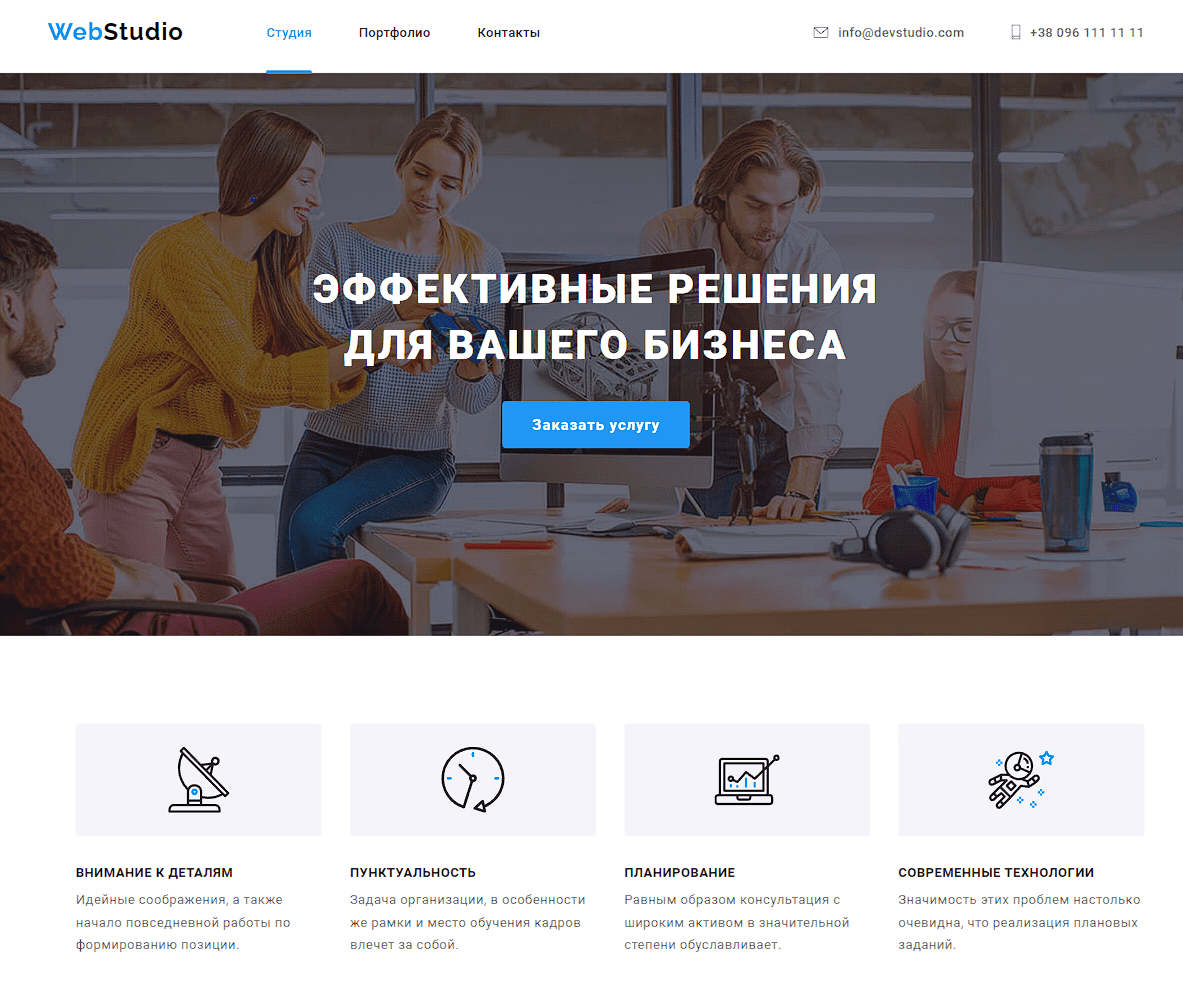 WebStudio
Студия
Портфолио
Контакты
info@devstudio.com
+38 096 111 11 11
ЭФФЕКТИВНЫЕ РЕШЕНИЯ
ДЛЯ ВАШЕГО БИЗНЕСА
Заказать услугу
ВНИМАНИЕ К ДЕТАЛЯМ
Идейные соображения, а также
начало повседневной работы по
формированию позиции.
ПУНКТУАЛЬНОСТЬ
Задача организации, в особенности
же рамки и место обучения кадров
влечет за собой.
ПЛАНИРОВАНИЕ
Равным образом консультация с
широким активом в значительной
степени обуславливает.
СОВРЕМЕННЫЕ ТЕХНОЛОГИИ
Значимость этих проблем настолько
очевидна, что реализация плановых
заданий.